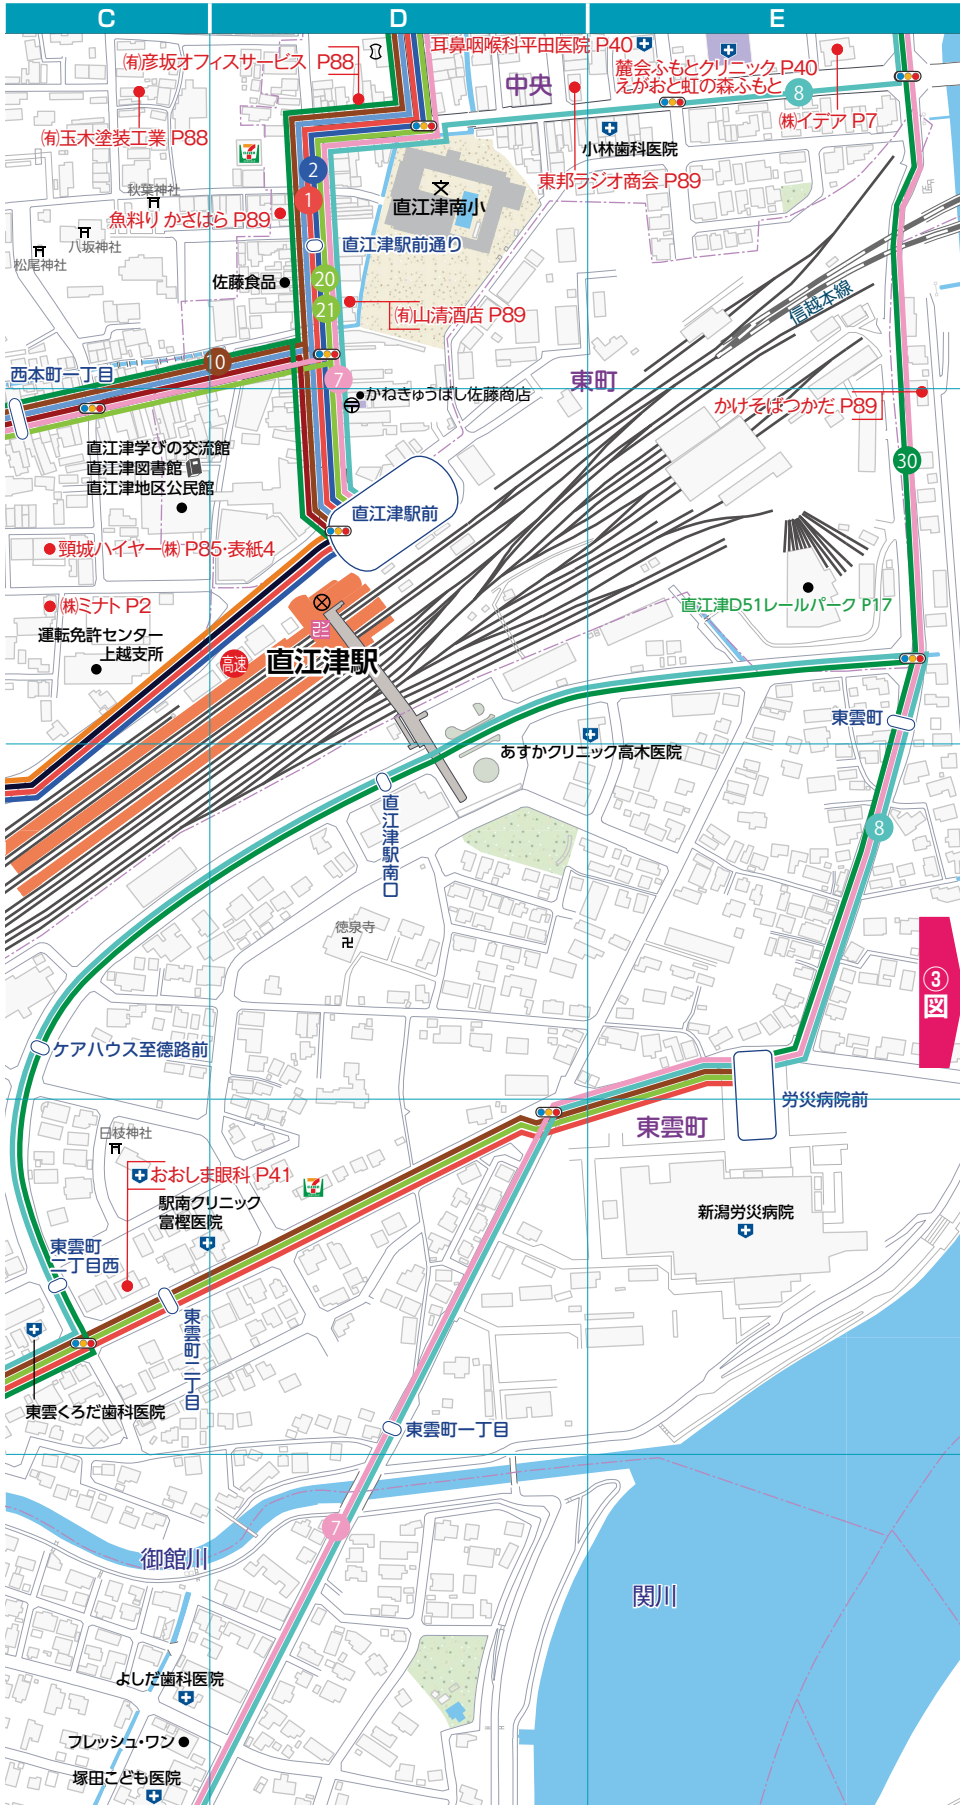 C
D
E
耳鼻咽喉科平田医院 P40
㈲彦坂オフィスサービス P88
中央
麓会ふもとクリニック P40
えがおと虹の森ふもと
8
㈲玉木塗装工業 P88
㈱イデア P7
小林歯科医院
2
東邦ラジオ商会 P89
秋葉神社
1
直江津南小
魚料り かさはら P89
八坂神社
直江津駅前通り
松尾神社
佐藤食品
20
信越本線
21
㈲山清酒店 P89
10
西本町一丁目
7
東町
かねきゅうばし佐藤商店
かけそばつかだ P89
直江津学びの交流館
直江津図書館
直江津地区公民館
30
直江津駅前
頸城ハイヤー㈱ P85・表紙4
㈱ミナト P2
直江津D51レールパーク P17
コン
ビニ
運転免許センター
上越支所
高速
直江津駅
東雲町
あすかクリニック高木医院
直江津駅南口
8
徳泉寺
③
図
ケアハウス至徳路前
労災病院前
日枝神社
東雲町
おおしま眼科 P41
駅南クリニック
富樫医院
新潟労災病院
東雲町
二丁目西
東雲町二丁目
東雲くろだ歯科医院
東雲町一丁目
7
御館川
関川
よしだ歯科医院
フレッシュ・ワン
塚田こども医院